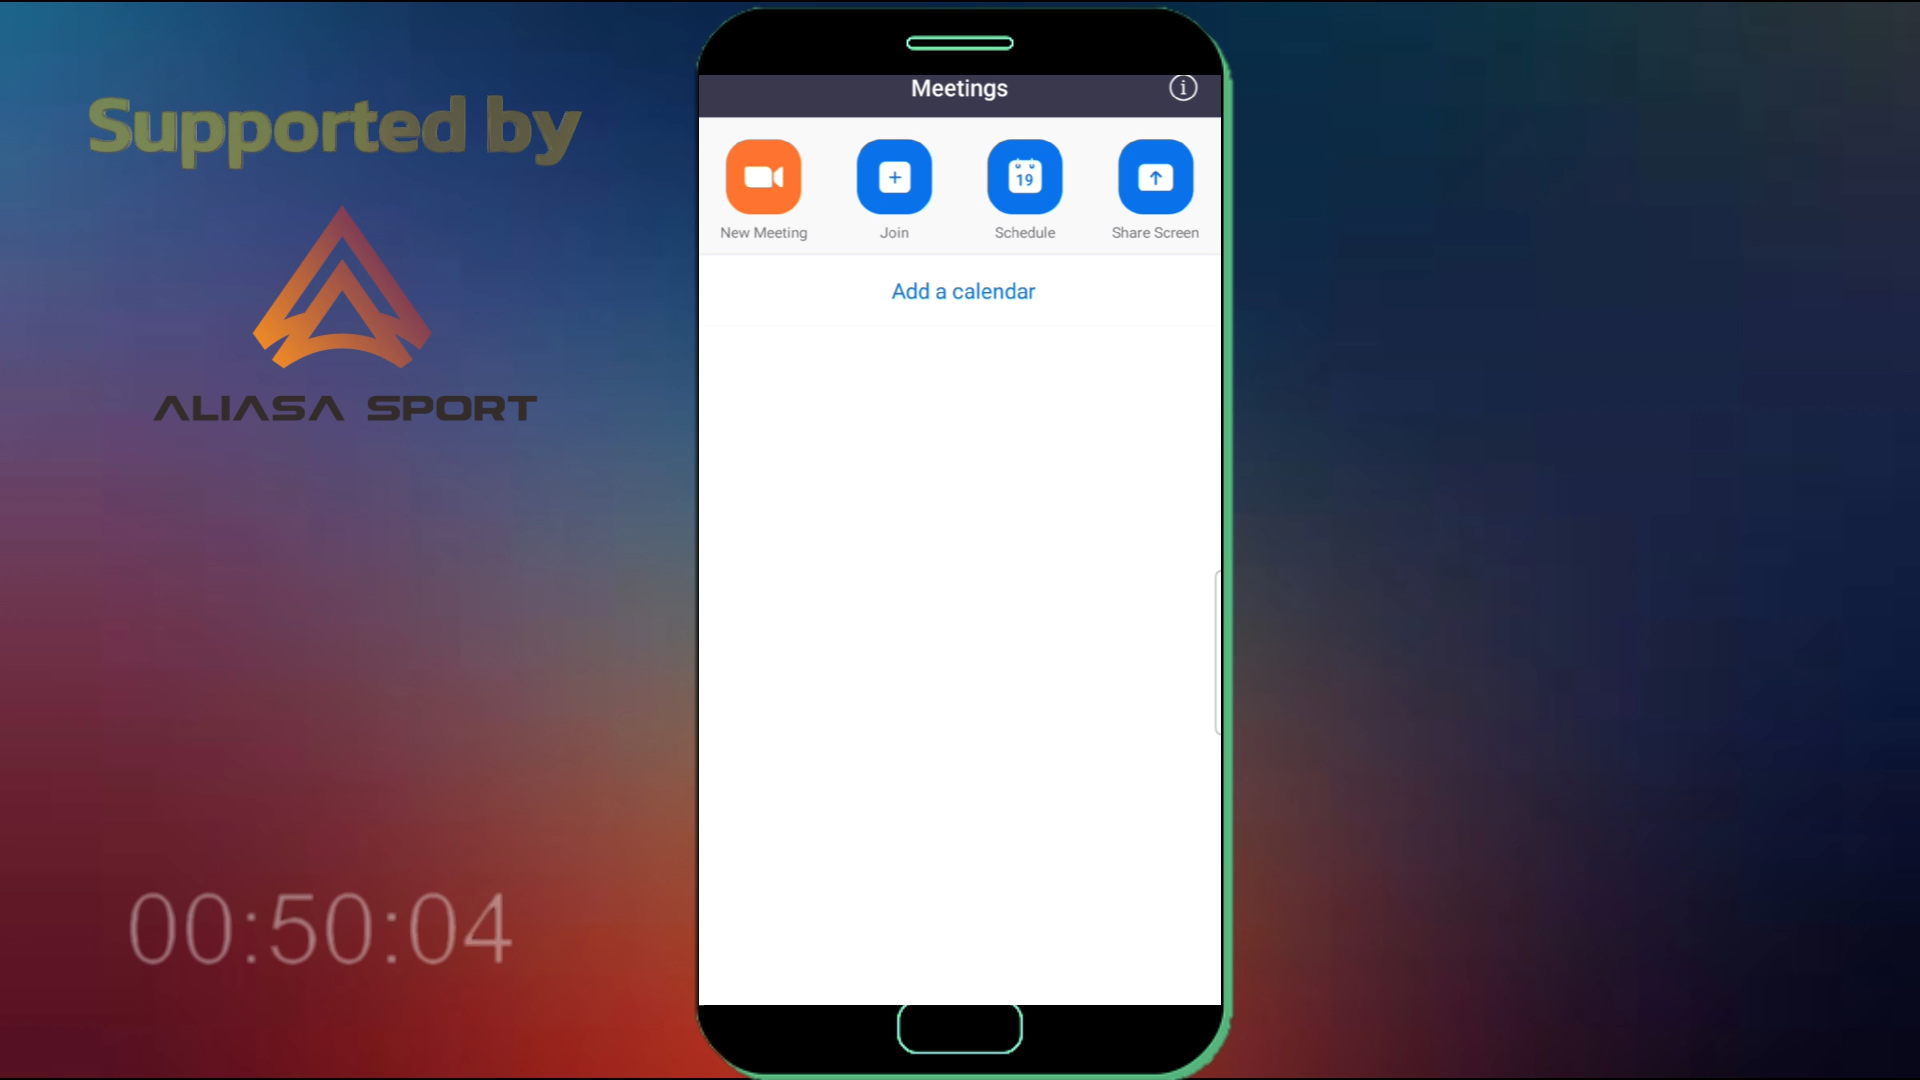 Supported by
ALIASA SPORT
00:50:04
Meetings
New Meeting
Join
19
Schedule
Share Screen
Add a calendar